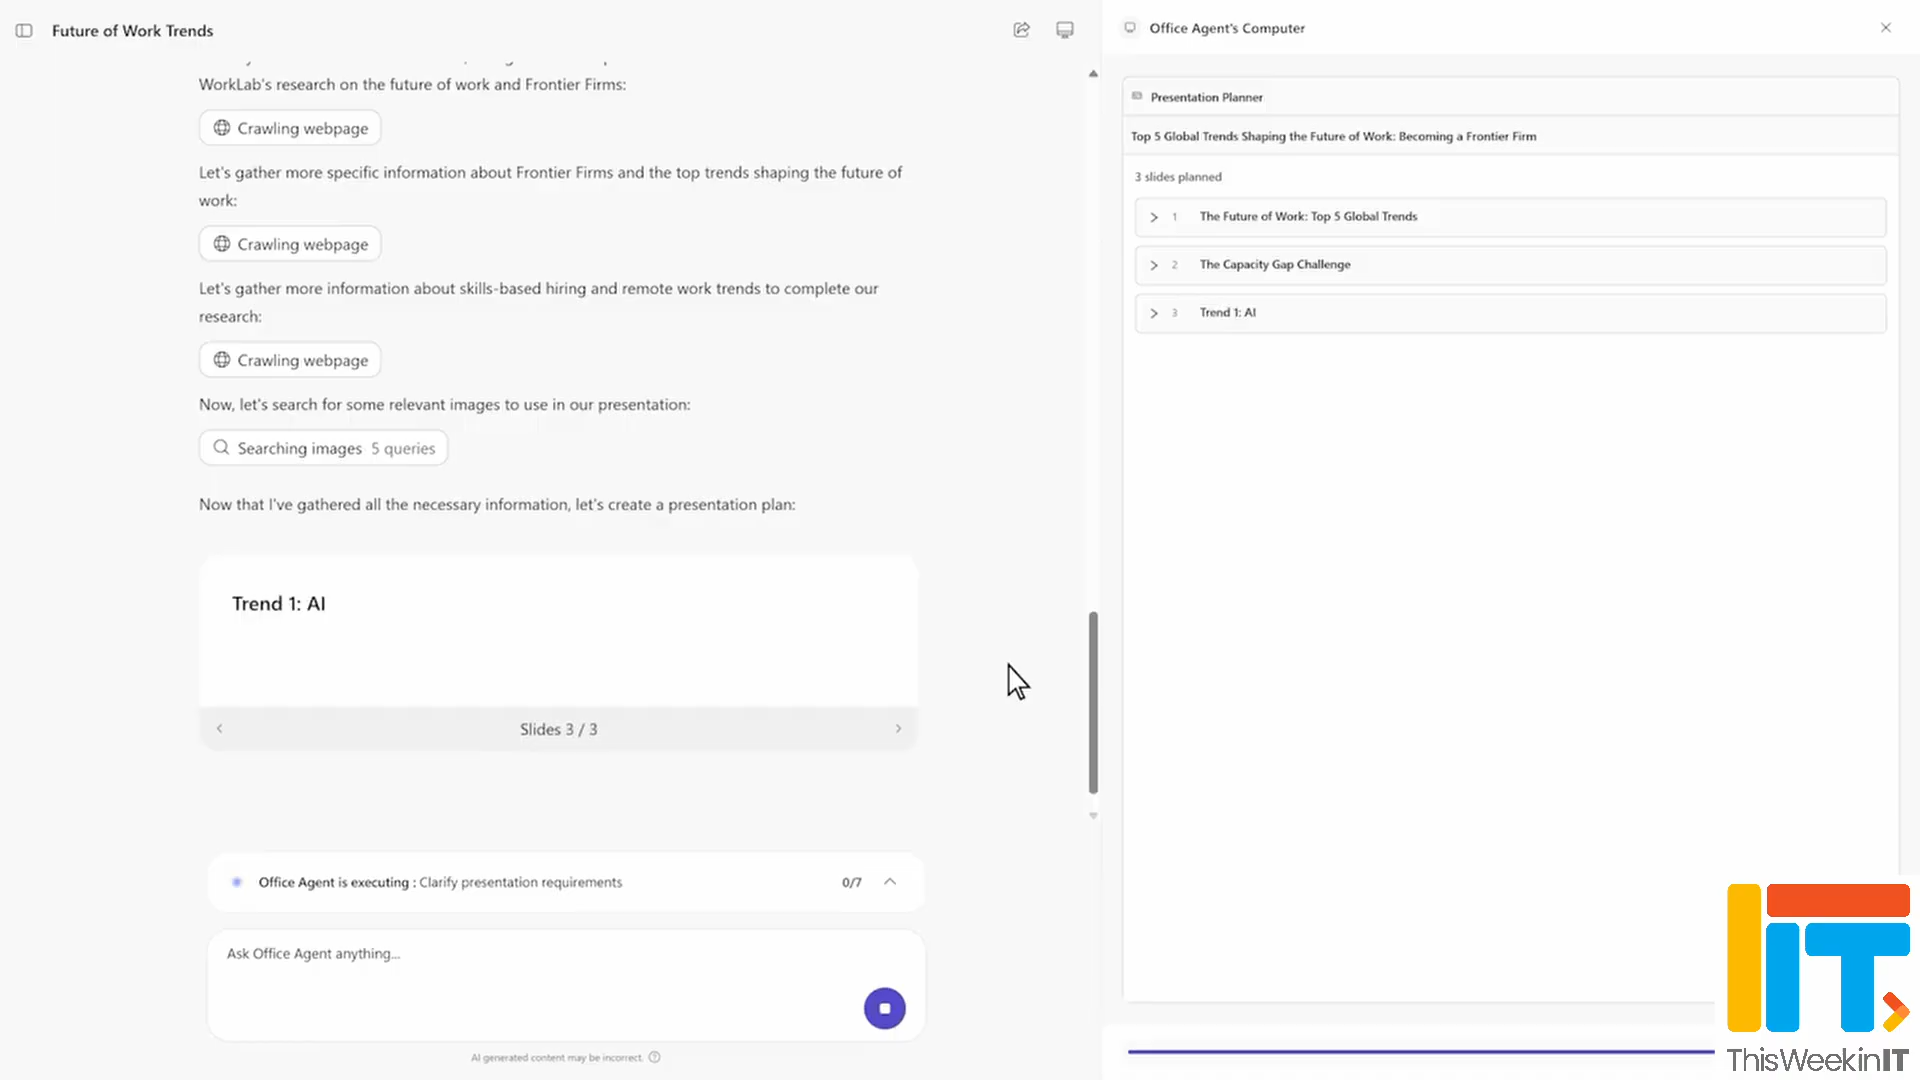 Future of Work Trends
WorkLab's research on the future of work and Frontier Firms:
Crawling webpage
Let's gather more specific information about Frontier Firms and the top trends shaping the future of
work:
Crawling webpage
Let's gather more information about skills-based hiring and remote work trends to complete our
research:
Crawling webpage
Now, let's search for some relevant images to use in our presentation:
Searching images 5 queries
Now that I've gathered all the necessary information, let's create a presentation plan:
Trend 1: AI
Slides 3 / 3
Office Agent is executing : Clarify presentation requirements 0/7
Ask Office Agent anything...
AI generated content may be incorrect.
Office Agent's Computer
Presentation Planner
Top 5 Global Trends Shaping the Future of Work: Becoming a Frontier Firm
3 slides planned
1 The Future of Work: Top 5 Global Trends
2 The Capacity Gap Challenge
3 Trend 1: AI
IT
ThisWeekinIT